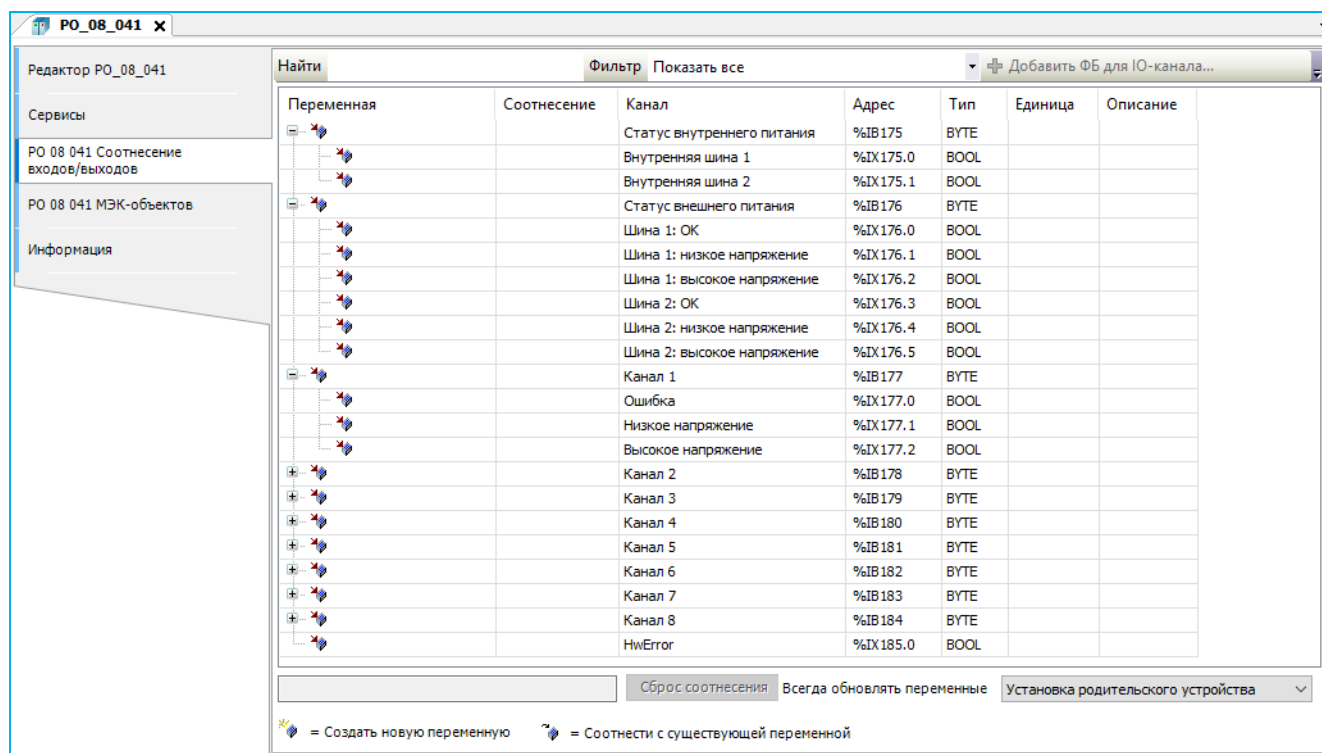 PO_08_041
Редактор PO_08_041
Сервисы
PO 08 041 Соотнесение
входов/выходов
PO 08 041 МЭК-объектов
Информация
Найти Фильтр Показать все Добавить ФБ для IO-канала...
Переменная Соотнесение Канал Адрес Тип Единица Описание
Статус внутреннего питания %IB175 BYTE
Внутренняя шина 1 %IX175.0 BOOL
Внутренняя шина 2 %IX175.1 BOOL
Статус внешнего питания %IB176 BYTE
Шина 1: ОК %IX176.0 BOOL
Шина 1: низкое напряжение %IX176.1 BOOL
Шина 1: высокое напряжение %IX176.2 BOOL
Шина 2: ОК %IX176.3 BOOL
Шина 2: низкое напряжение %IX176.4 BOOL
Шина 2: высокое напряжение %IX176.5 BOOL
Канал 1 %IB177 BYTE
Ошибка %IX177.0 BOOL
Низкое напряжение %IX177.1 BOOL
Высокое напряжение %IX177.2 BOOL
Канал 2 %IB178 BYTE
Канал 3 %IB179 BYTE
Канал 4 %IB180 BYTE
Канал 5 %IB181 BYTE
Канал 6 %IB182 BYTE
Канал 7 %IB183 BYTE
Канал 8 %IB184 BYTE
HwError %IX185.0 BOOL
Сброс соотнесения Всегда обновлять переменные Установка родительского устройства
= Создать новую переменную = Соотнести с существующей переменной